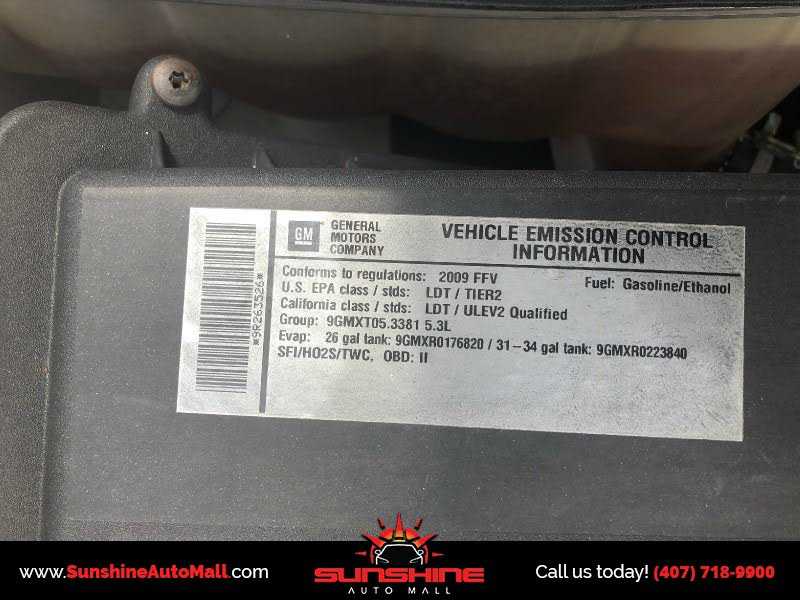 *9R263526*
GM
GENERAL
MOTORS
COMPANY
VEHICLE EMISSION CONTROL
INFORMATION
Conforms to regulations: 2009 FFV
Fuel: Gasoline/Ethanol
U.S. EPA class / stds: LDT / TIER2
California class / stds: LDT / ULEV2 Qualified
Group: 9GMXT05.3381 5.3L
Evap: 26 gal tank: 9GMXR0176820 / 31-34 gal tank: 9GMXR0223840
SFI/HO2S/TWC, OBD: II
www.SunshineAutoMall.com
SUNSHINE
AUTO MALL
Call us today! (407) 718-9900